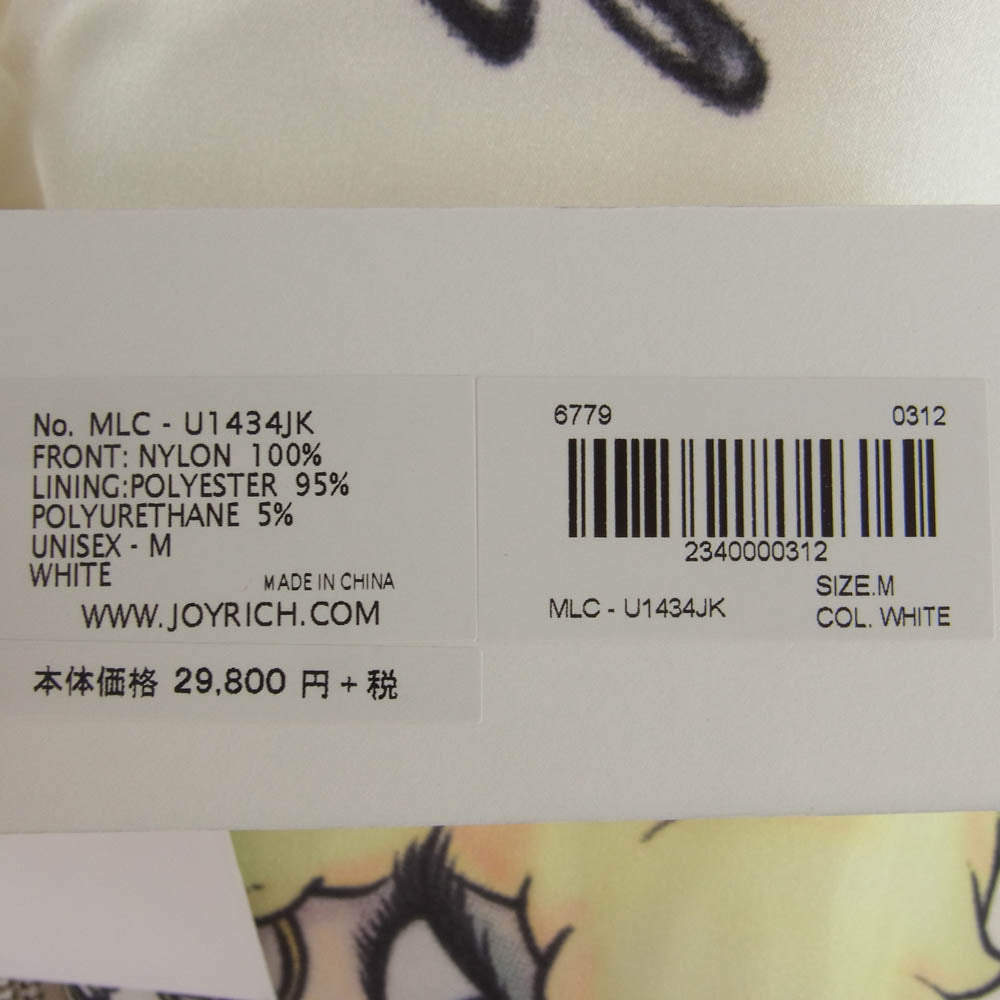 No. MLC - U1434JK
FRONT: NYLON 100%
LINING:POLYESTER 95%
POLYURETHANE 5%
UNISEX - M
WHITE
MADE IN CHINA
WWW.JOYRICH.COM
本体価格 29,800 円 + 税
6779 0312
2340000312
MLC - U1434JK
SIZE.M
COL. WHITE